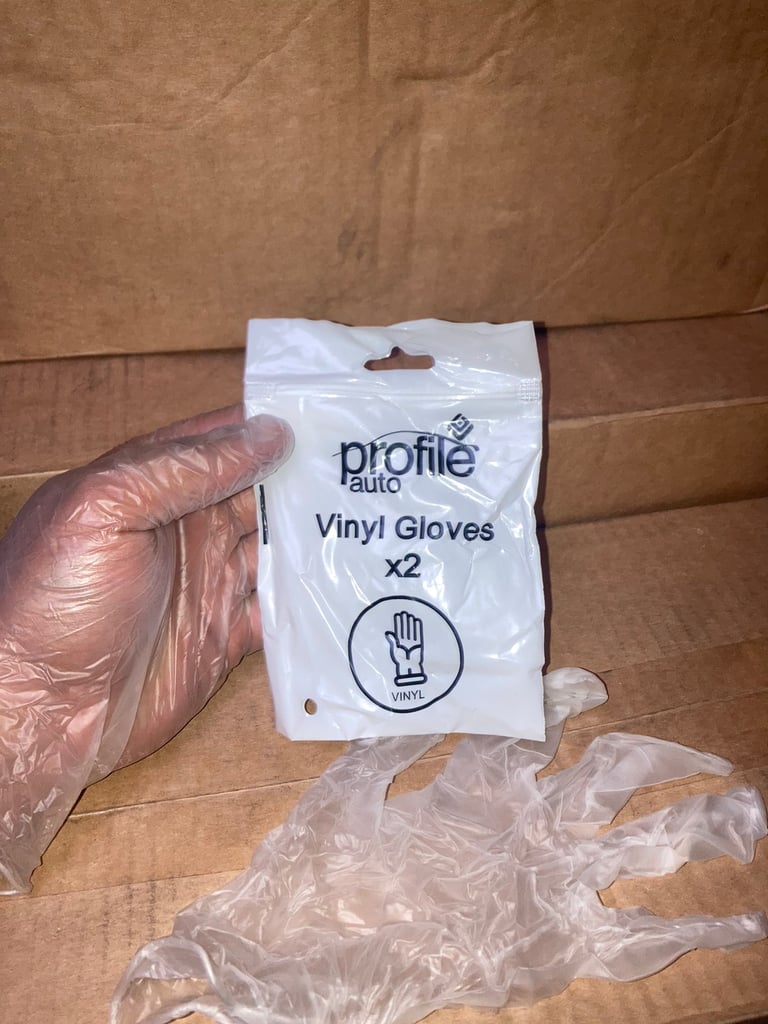 profile
auto
Vinyl Gloves
x2
VINYL